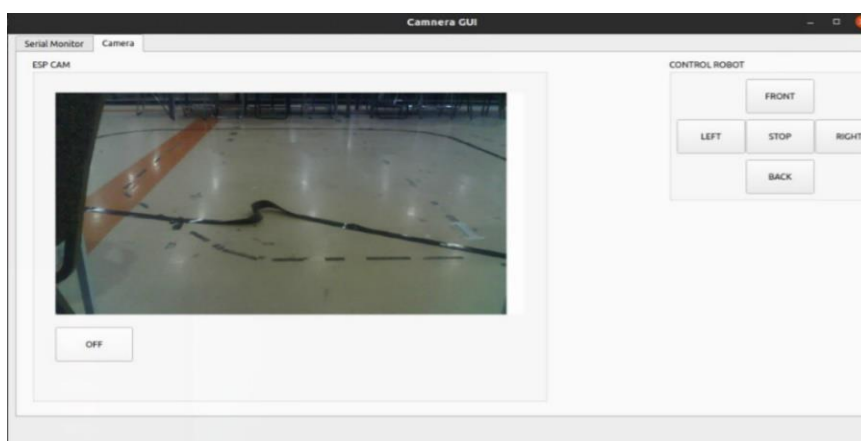 Camnera GUI
Serial Monitor Camera
ESP CAM
CONTROL ROBOT
FRONT
LEFT STOP RIGHT
BACK
OFF